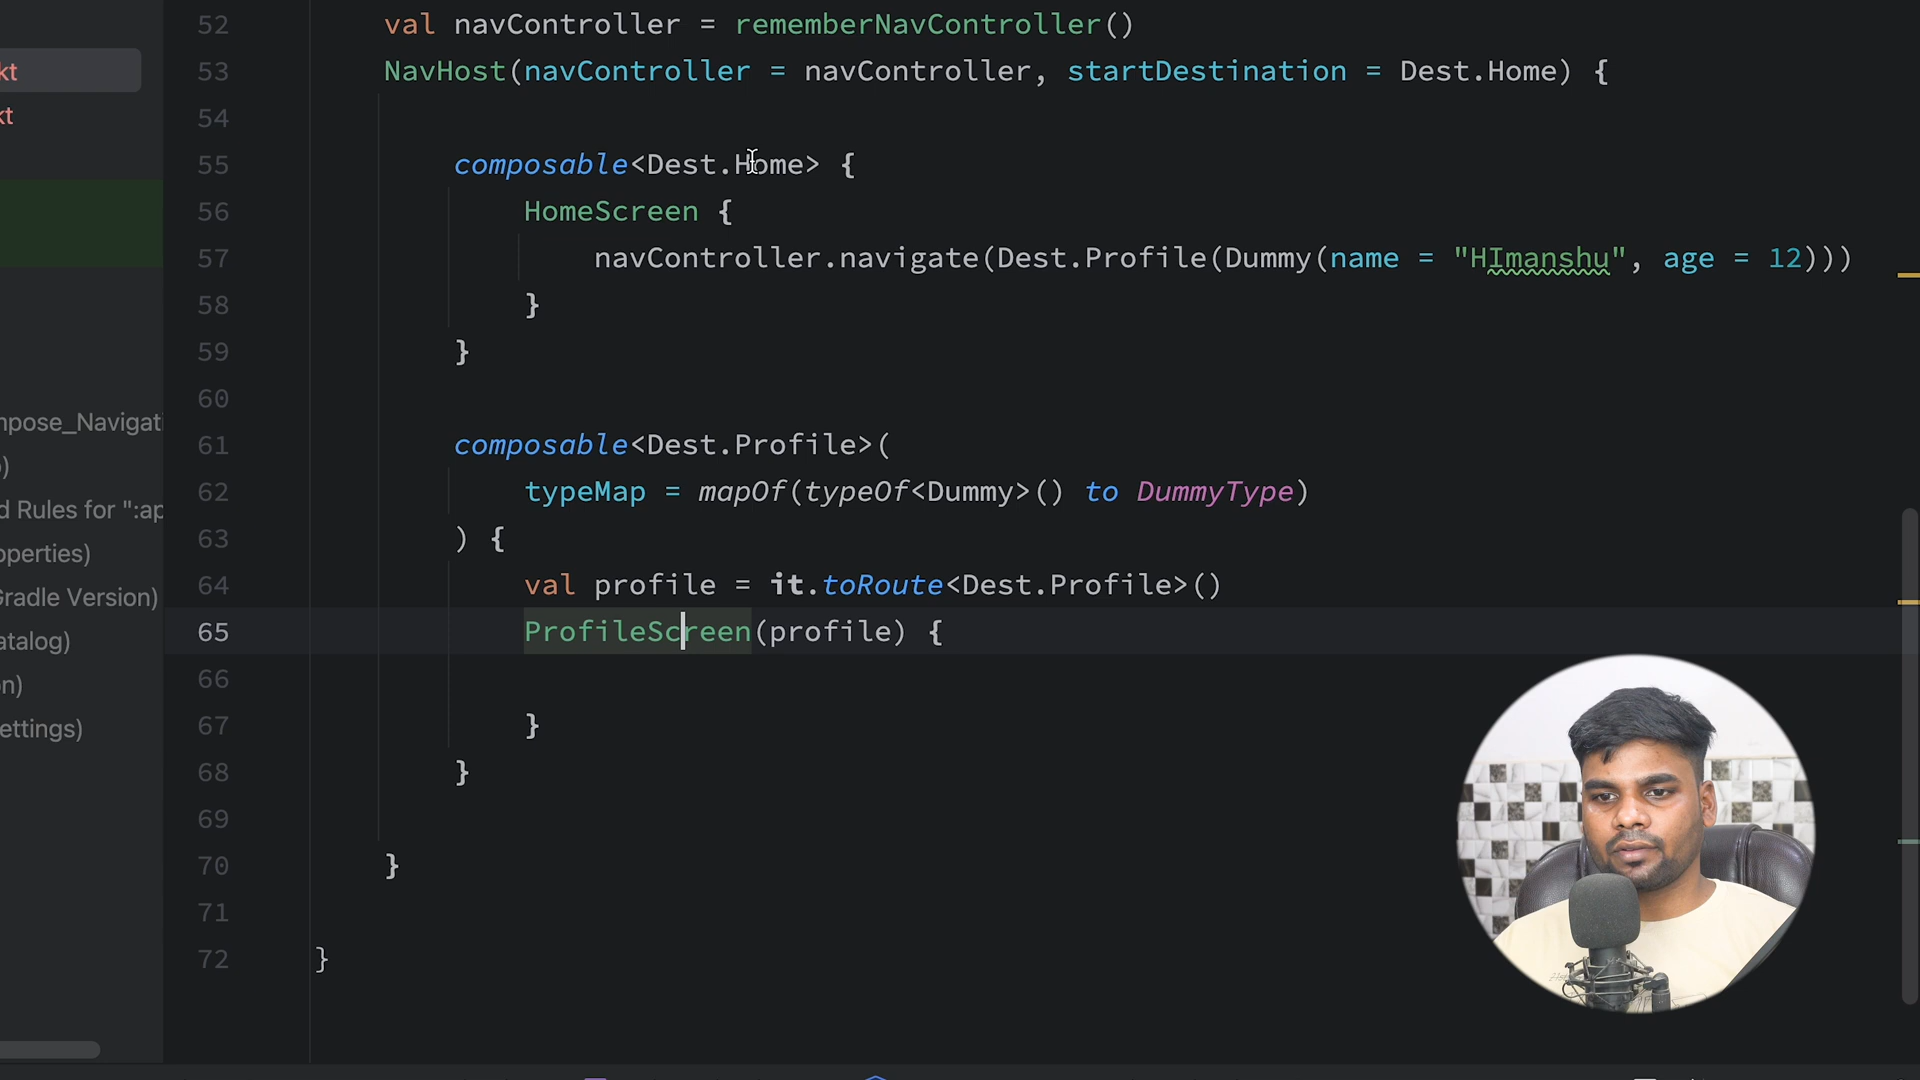 kt
kt
mpose_Navigati
)
d Rules for ":ap
operties)
Gradle Version)
atalog)
n)
ettings)
52 val navController = rememberNavController()
53 NavHost(navController = navController, startDestination = Dest.Home) {
54
55 composable<Dest.Home> {
56 HomeScreen {
57 navController.navigate(Dest.Profile(Dummy(name = "HImanshu", age = 12)))
58 }
59 }
60
61 composable<Dest.Profile>(
62 typeMap = mapOf(typeOf<Dummy>() to DummyType)
63 ) {
64 val profile = it.toRoute<Dest.Profile>()
65 ProfileScreen(profile) {
66
67 }
68 }
69
70 }
71
72 }